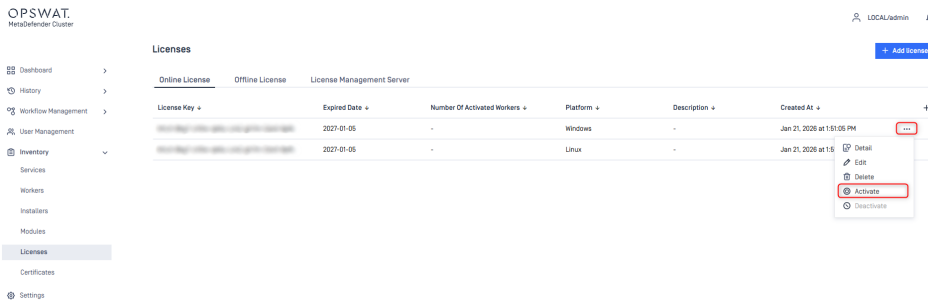 OPSWAT.
MetaDefender Cluster
LOCAL/admin
Licenses
+ Add license
Dashboard
History
Workflow Management
User Management
Inventory
Services
Workers
Installers
Modules
Licenses
Certificates
Settings
Online License Offline License License Management Server
License Key Expired Date Number Of Activated Workers Platform Description Created At
2027-01-05 - Windows - Jan 21, 2026 at 1:51:05 PM ...
2027-01-05 - Linux - Jan 21, 2026 at 1:5
Detail
Edit
Delete
Activate
Deactivate